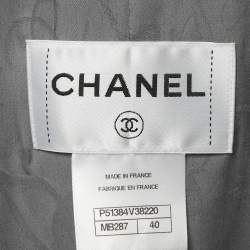 CHANEL
MADE IN FRANCE
FABRIQUE EN FRANCE
P51384V38220
MB287 40